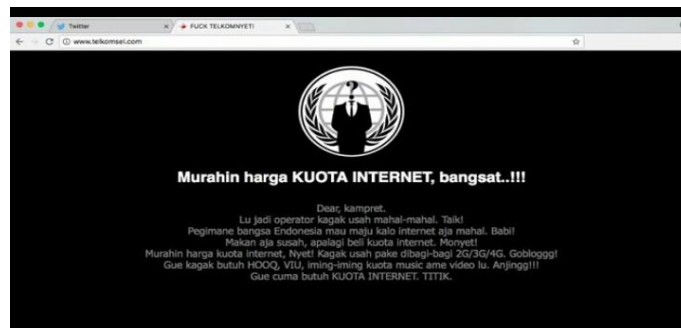 Twitter
FUCK TELKOMNYET!
www.telkomsel.com
?
Murahin harga KUOTA INTERNET, bangsat..!!!
Dear, kampret.
Lu jadi operator kagak usah mahal-mahal. Taik!
Pegimane bangsa Endonesia mau maju kalo internet aja mahal. Babi!
Makan aja susah, apalagi beli kuota internet. Monyet!
Murahin harga kuota internet, Nyet! Kagak usah pake dibagi-bagi 2G/3G/4G. Gobloggg!
Gue kagak butuh HOOQ, VIU, iming-iming kuota music ame video lu. Anjingg!!!
Gue cuma butuh KUOTA INTERNET. TITIK.